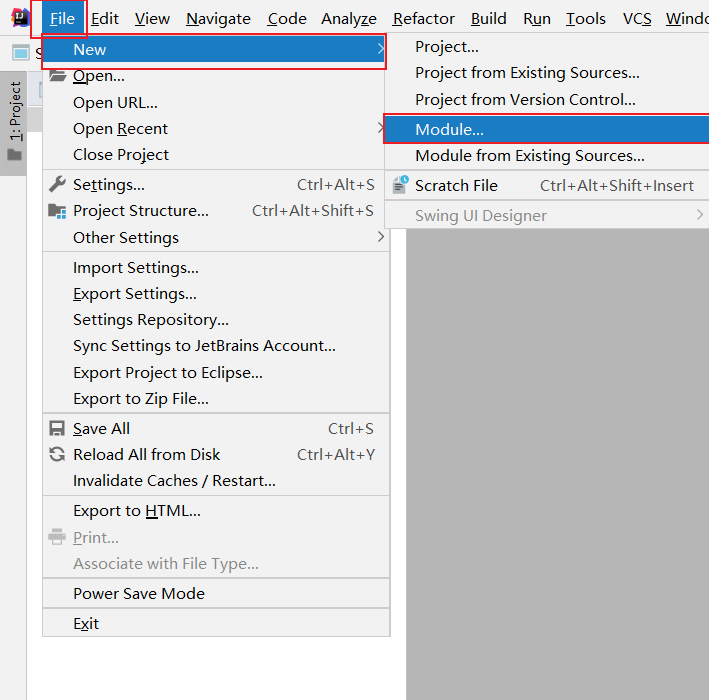 File Edit View Navigate Code Analyze Refactor Build Run Tools VCS
S
1: Project
New
Open...
Open URL...
Open Recent
Close Project
Settings... Ctrl+Alt+S
Project Structure... Ctrl+Alt+Shift+S
Other Settings
Import Settings...
Export Settings...
Settings Repository...
Sync Settings to JetBrains Account...
Export Project to Eclipse...
Export to Zip File...
Save All Ctrl+S
Reload All from Disk Ctrl+Alt+Y
Invalidate Caches / Restart...
Export to HTML...
Print...
Associate with File Type...
Power Save Mode
Exit
Project...
Project from Existing Sources...
Project from Version Control...
Module...
Module from Existing Sources...
Scratch File Ctrl+Alt+Shift+Insert
Swing UI Designer